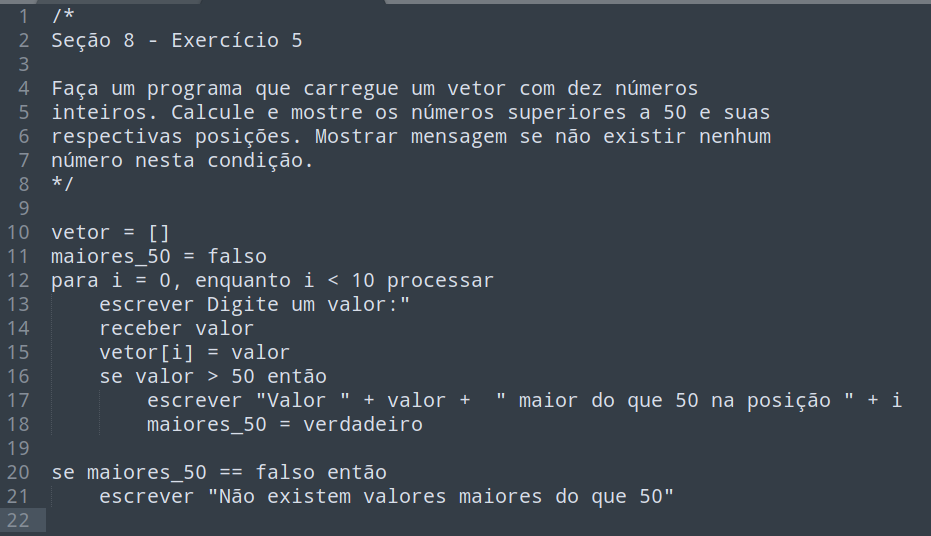 1 /*
2 Seção 8 - Exercício 5
3
4 Faça um programa que carregue um vetor com dez números
5 inteiros. Calcule e mostre os números superiores a 50 e suas
6 respectivas posições. Mostrar mensagem se não existir nenhum
7 número nesta condição.
8 */
9
10 vetor = []
11 maiores_50 = falso
12 para i = 0, enquanto i < 10 processar
13     escrever Digite um valor:"
14     receber valor
15     vetor[i] = valor
16     se valor > 50 então
17         escrever "Valor " + valor +  " maior do que 50 na posição " + i
18         maiores_50 = verdadeiro
19
20 se maiores_50 == falso então
21     escrever "Não existem valores maiores do que 50"
22